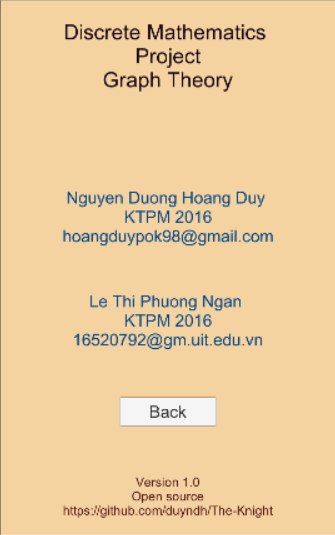 Discrete Mathematics
Project
Graph Theory
Nguyen Duong Hoang Duy
KTPM 2016
hoangduypok98@gmail.com
Le Thi Phuong Ngan
KTPM 2016
16520792@gm.uit.edu.vn
Back
Version 1.0
Open source
https://github.com/duyndh/The-Knight